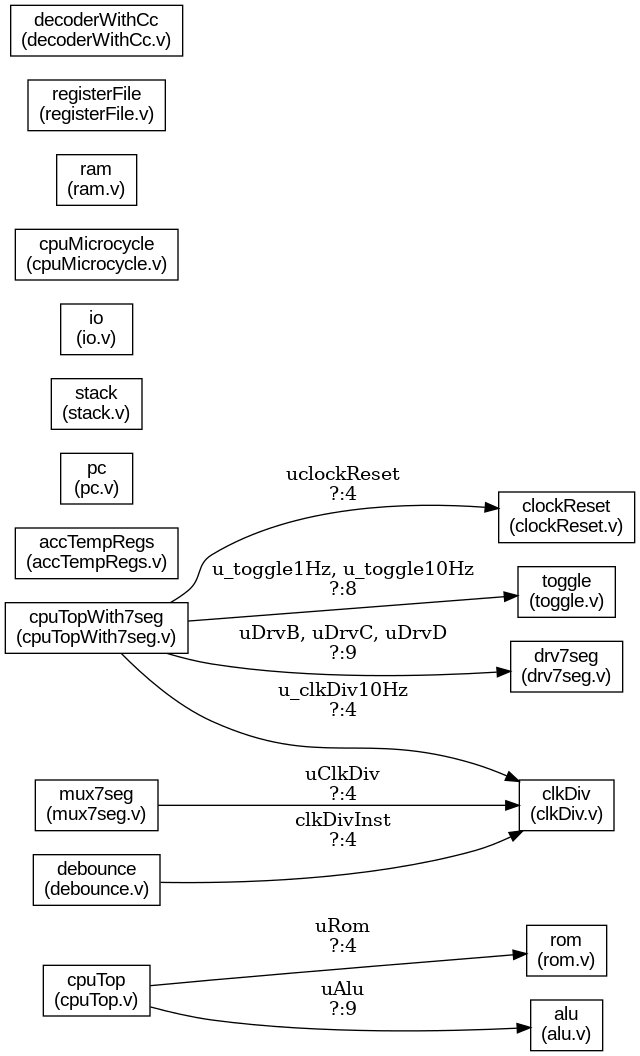 decoderWithCc
(decoderWithCc.v)
registerFile
(registerFile.v)
ram
(ram.v)
cpuMicrocycle
(cpuMicrocycle.v)
io
(io.v)
stack
(stack.v)
pc
(pc.v)
uclockReset
?:4
clockReset
(clockReset.v)
accTempRegs
(accTempRegs.v)
u_toggle1Hz, u_toggle10Hz
?:8
toggle
(toggle.v)
cpuTopWith7seg
(cpuTopWith7seg.v)
uDrvB, uDrvC, uDrvD
?:9
drv7seg
(drv7seg.v)
u_clkDiv10Hz
?:4
mux7seg
(mux7seg.v)
uClkDiv
?:4
clkDiv
(clkDiv.v)
clkDivInst
?:4
debounce
(debounce.v)
uRom
?:4
rom
(rom.v)
cpuTop
(cpuTop.v)
uAlu
?:9
alu
(alu.v)